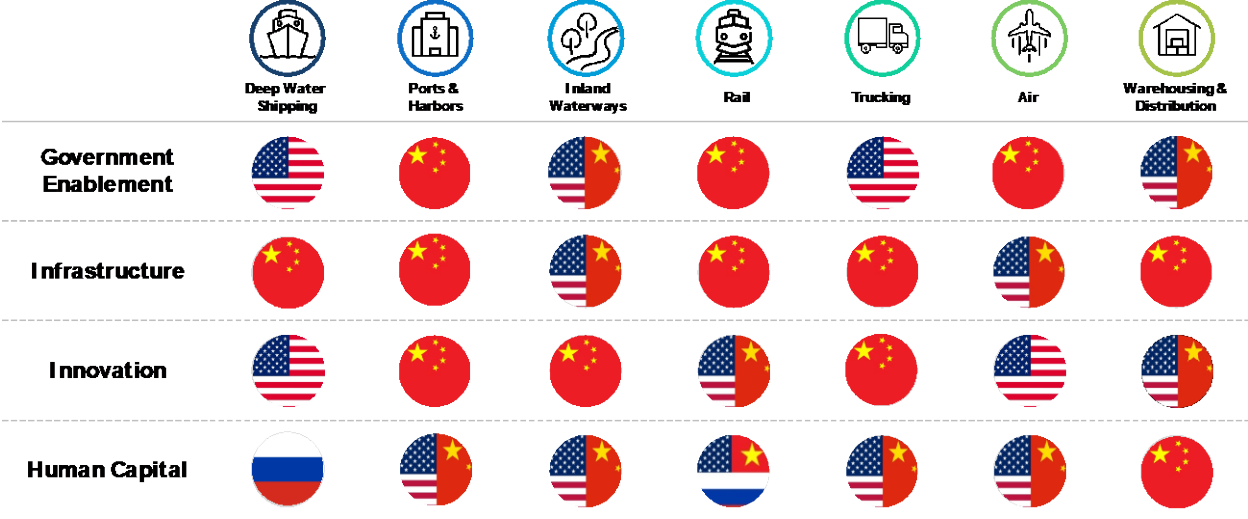 Deep Water
Shipping
Ports &
Harbors
Inland
Waterways
Rail
Trucking
Air
Warehousing &
Distribution
Government
Enablement
Infrastructure
Innovation
Human Capital